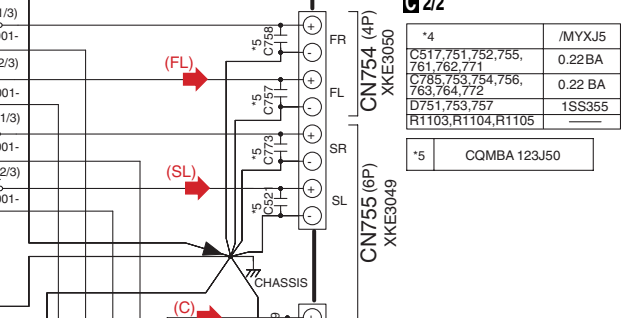 1/3)
01-
2/3)
001-
1/3)
001-
2/3)
001-
(FL)
(SL)
(C)
*5
C758
*5
C757
*5
C773
*5
C521
+
-
+
-
+
-
+
-
+
FR
FL
SR
SL
CN754 (4P)
XKE3050
CN755 (6P)
XKE3049
CHASSIS
C 2/2
*4 /MYXJ5
C517,751,752,755, 0.22BA
761,762,771
C785,753,754,756, 0.22 BA
763,764,772
D751,753,757 1SS355
R1103,R1104,R1105 ——
*5 CQMBA 123J50